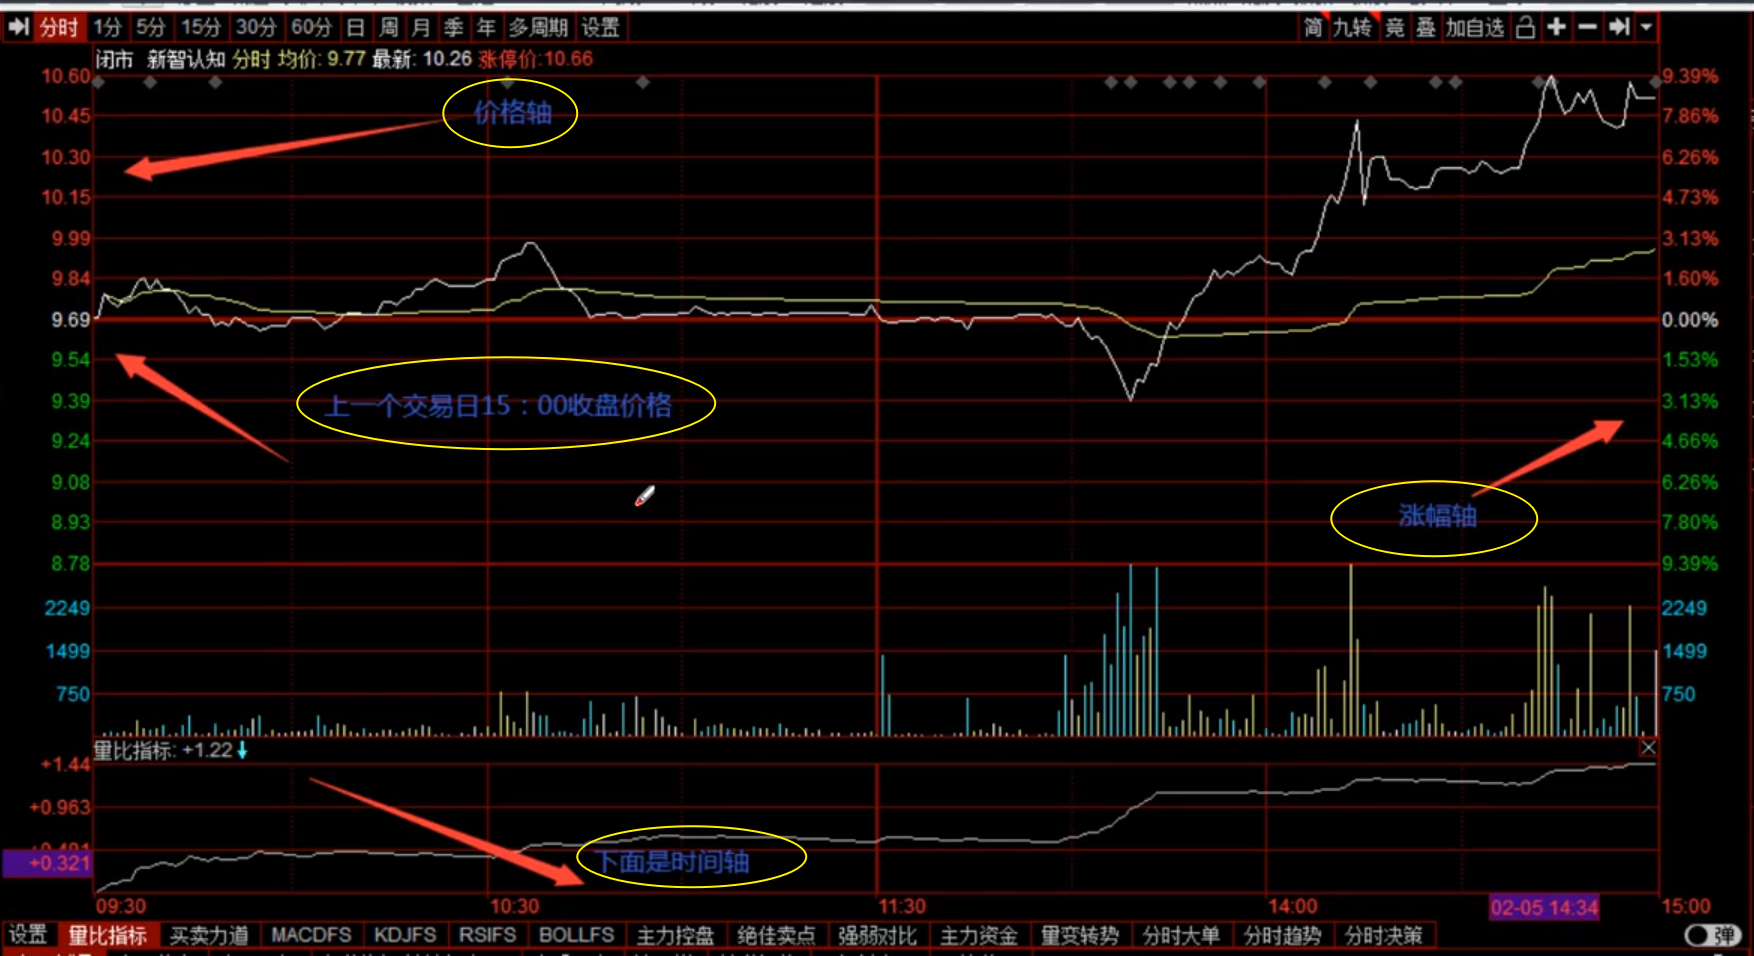 分时 1分 5分 15分 30分 60分 日 周 月 季 年 多周期 设置 简 九转 竞 叠 加自选
闭市 新智认知 分时 均价: 9.77 最新: 10.26 涨停价:10.66
10.60 9.39%
价格轴
10.45 7.86%
10.30 6.26%
10.15 4.73%
9.99 3.13%
9.84 1.60%
9.69 0.00%
9.54 1.53%
9.39 3.13%
上一个交易日15：00收盘价格
9.24 4.66%
9.08 6.26%
涨幅轴
8.93 7.80%
8.78 9.39%
2249 2249
1499 1499
750 750
量比指标: +1.22
+1.44
+0.963
+0.321
下面是时间轴
09:30 10:30 11:30 14:00 02-05 14:34 15:00
设置 量比指标 买卖力道 MACDFS KDJFS RSIFS BOLLFS 主力控盘 绝佳卖点 强弱对比 主力资金 量变转势 分时大单 分时趋势 分时决策 弹